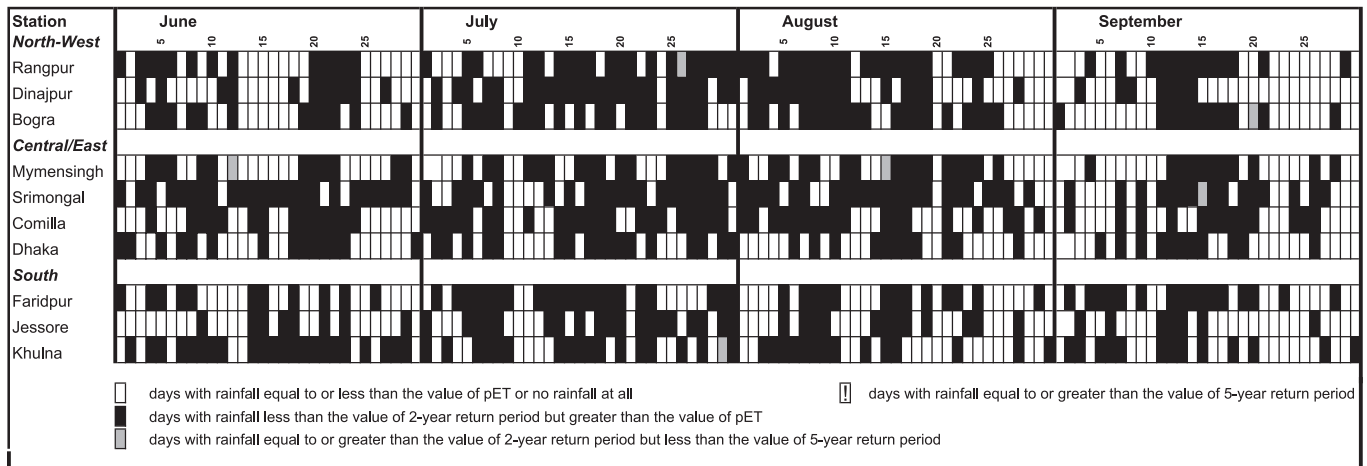 Station June July August September
North-West 5 10 15 20 25 5 10 15 20 25 5 10 15 20 25 5 10 15 20 25
Rangpur
Dinajpur
Bogra
Central/East
Mymensingh
Srimongal
Comilla
Dhaka
South
Faridpur
Jessore
Khulna
days with rainfall equal to or less than the value of pET or no rainfall at all ! days with rainfall equal to or greater than the value of 5-year return period
days with rainfall less than the value of 2-year return period but greater than the value of pET
days with rainfall equal to or greater than the value of 2-year return period but less than the value of 5-year return period